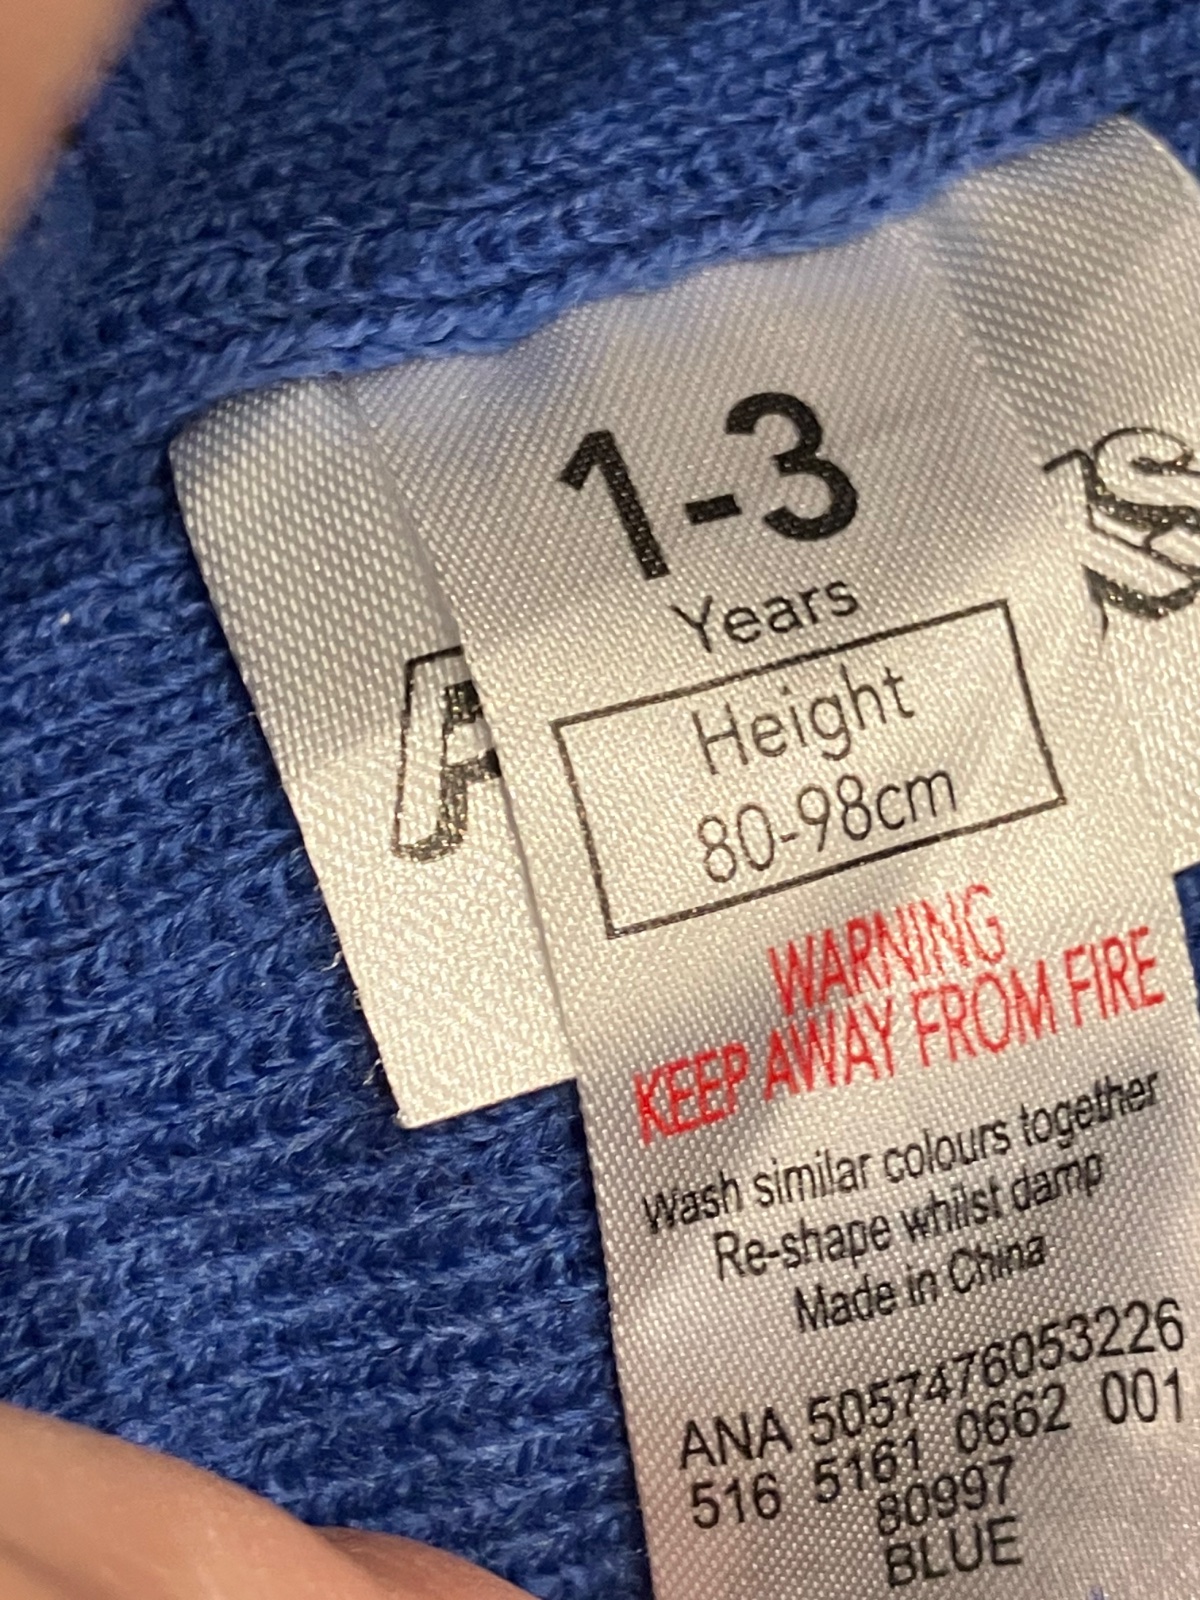 1-3
Years
Height
80-98cm
WARNING
KEEP AWAY FROM FIRE
Wash similar colours together
Re-shape whilst damp
Made in China
ANA 5057476053226
516 5161 0662 001
80997
BLUE